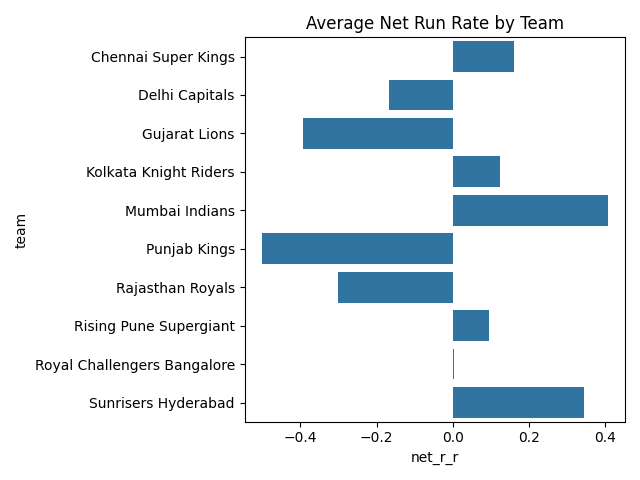 Average Net Run Rate by Team
Chennai Super Kings
Delhi Capitals
Gujarat Lions
Kolkata Knight Riders
Mumbai Indians
Punjab Kings
Rajasthan Royals
Rising Pune Supergiant
Royal Challengers Bangalore
Sunrisers Hyderabad
team
−0.4 −0.2 0.0 0.2 0.4
net_r_r